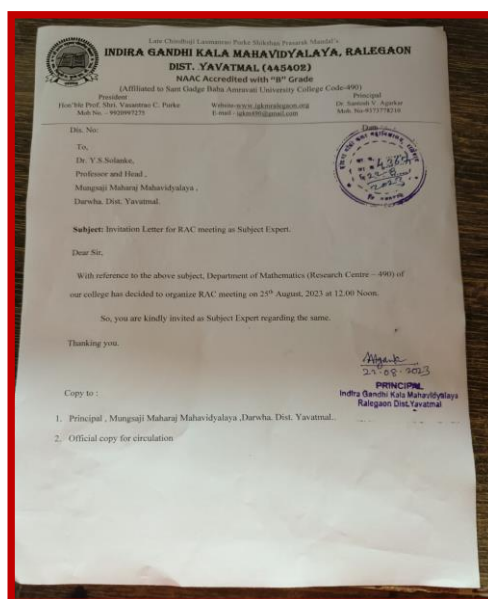 Late Chindhuji Laxmanrao Purke Shikshan Prasarak Mandal's
INDIRA GANDHI KALA MAHAVIDYALAYA, RALEGAON
DIST. YAVATMAL (445402)
NAAC Accredited with "B" Grade
(Affiliated to Sant Gadge Baba Amravati University College Code-490)
President
Hon'ble Prof. Shri. Vasantrao C. Purke
Mob No. - 9920997275
Website-www.igkmralegaon.org
E-mail-
Principal
Dr. Santosh V. Agarkar
Mob. No-9373778210
Dis. No:
Date
To,
Dr. Y.S.Solanke,
Professor and Head ,
Mungsaji Maharaj Mahavidyalaya ,
Darwha. Dist. Yavatmal.
Subject: Invitation Letter for RAC meeting as Subject Expert.
Dear Sir,
With reference to the above subject, Department of Mathematics (Research Centre – 490) of
our college has decided to organize RAC meeting on 25th August, 2023 at 12.00 Noon.
So, you are kindly invited as Subject Expert regarding the same.
Thanking you.
22-08-2023
PRINCIPAL
Indira Gandhi Kala Mahavidyalaya
Ralegaon Dist.Yavatmal
Copy to :
1. Principal , Mungsaji Maharaj Mahavidyalaya ,Darwha. Dist. Yavatmal..
2. Official copy for circulation